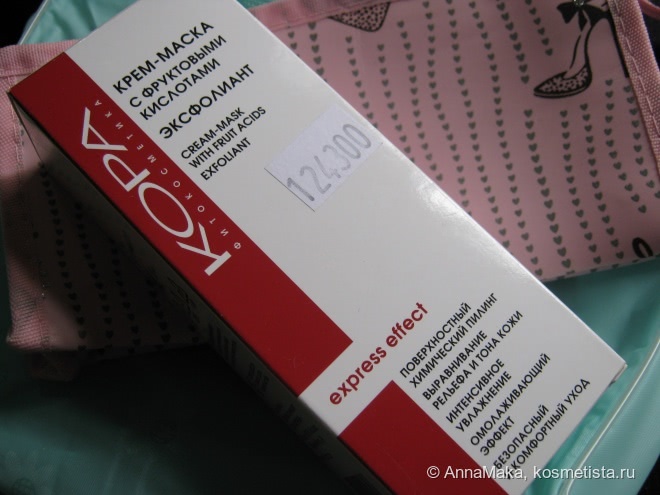 КРЕМ-МАСКА
С ФРУКТОВЫМИ
КИСЛОТАМИ
ЭКСФОЛИАНТ
CREAM-MASK
WITH FRUIT ACIDS
EXFOLIANT
КОРА
ФИТОКОСМЕТИКА
124300
express effect
ПОВЕРХНОСТНЫЙ
ХИМИЧЕСКИЙ ПИЛИНГ
ВЫРАВНИВАНИЕ
РЕЛЬЕФА И ТОНА КОЖИ
ИНТЕНСИВНОЕ
УВЛАЖНЕНИЕ
ОМОЛАЖИВАЮЩИЙ
ЭФФЕКТ
БЕЗОПАСНЫЙ
И КОМФОРТНЫЙ УХОД
© AnnaMaka, kosmetista.ru